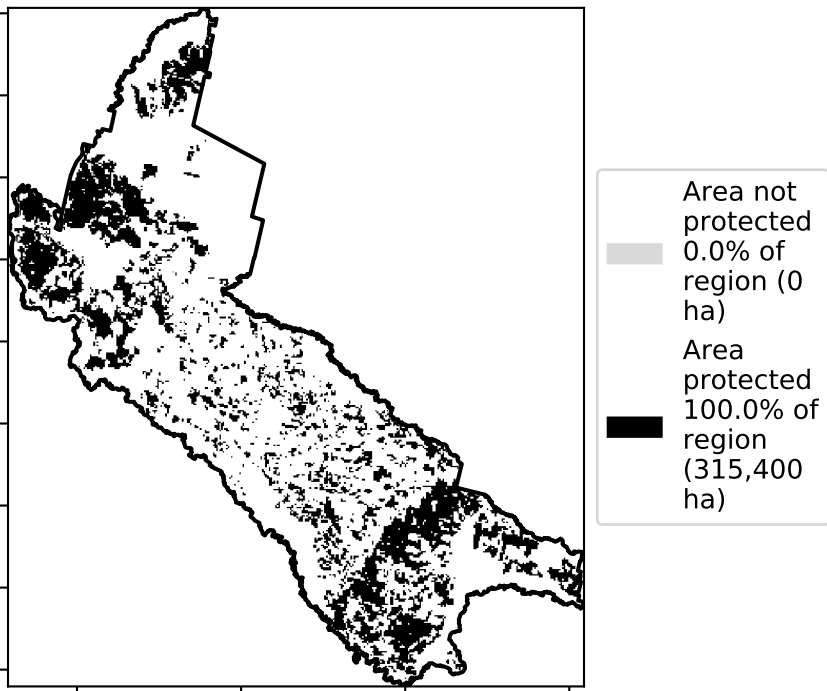 Area not
protected
0.0% of
region (0
ha)
Area
protected
100.0% of
region
(315,400
ha)